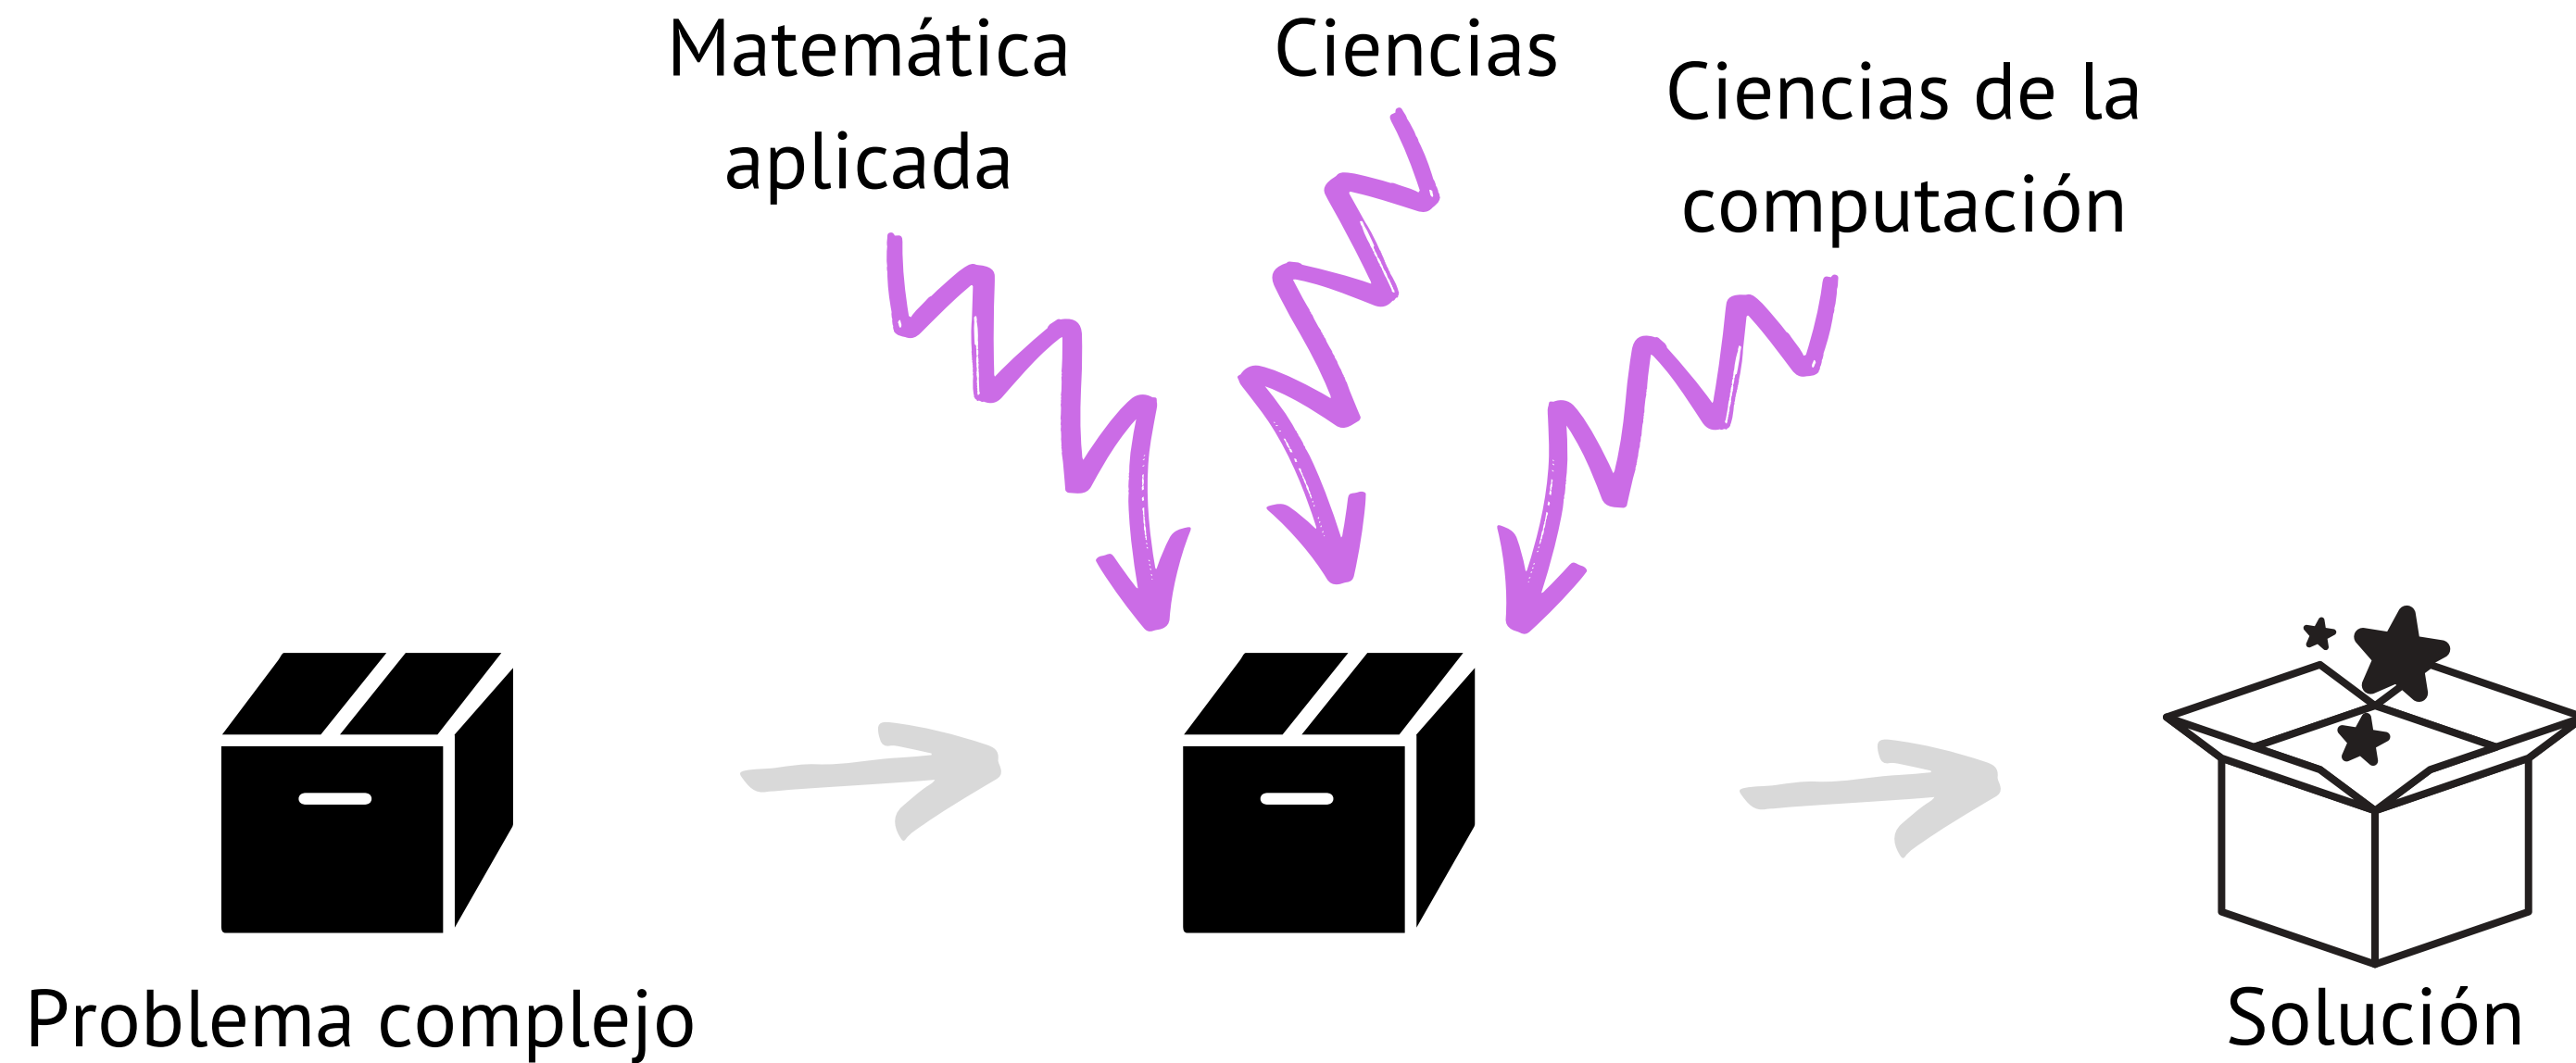 Matemática
aplicada
Ciencias
Ciencias de la
computación
Problema complejo
Solución